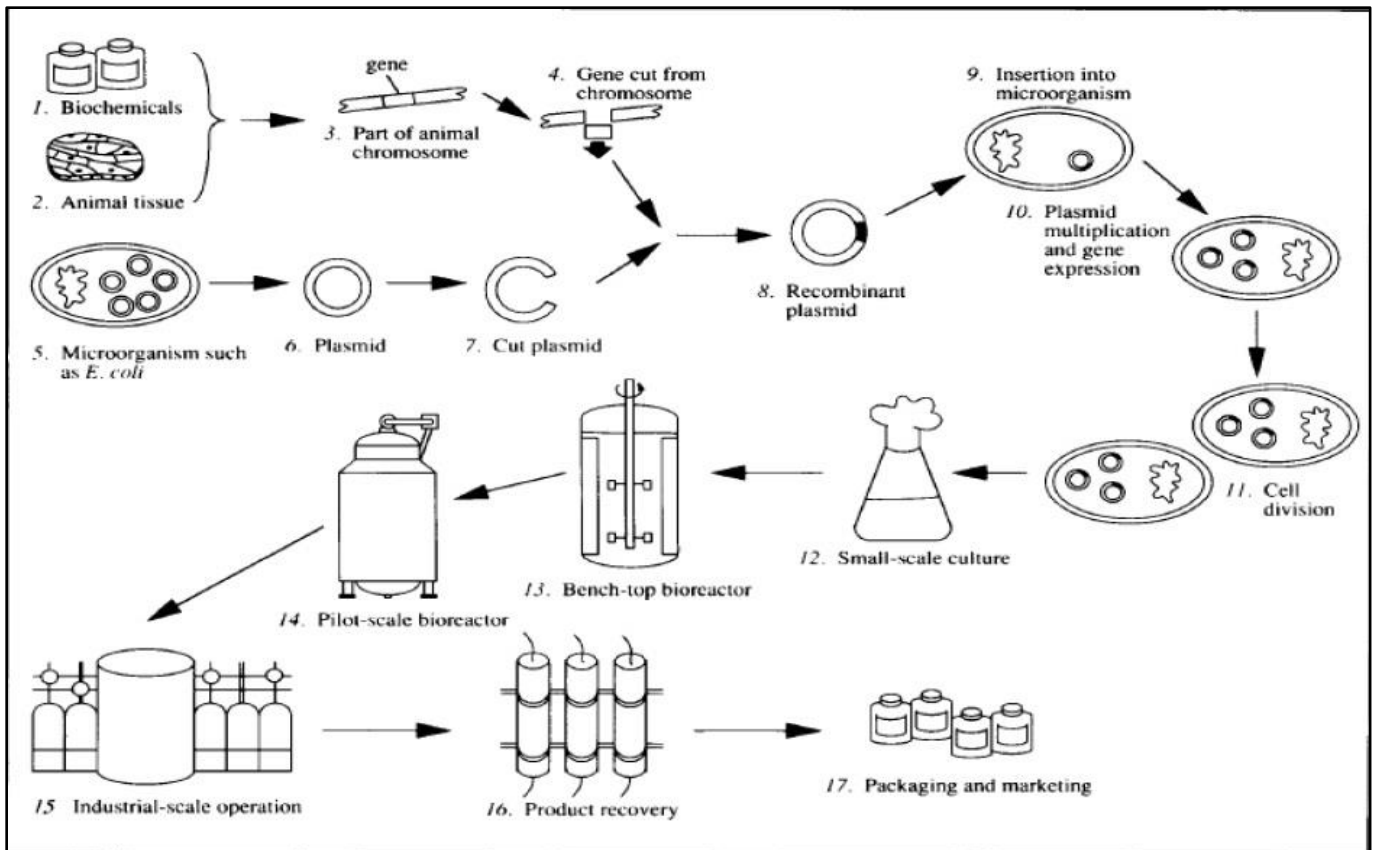 1. Biochemicals
2. Animal tissue
gene
3. Part of animal
chromosome
4. Gene cut from
chromosome
5. Microorganism such
as E. coli
6. Plasmid
7. Cut plasmid
8. Recombinant
plasmid
9. Insertion into
microorganism
10. Plasmid
multiplication
and gene
expression
11. Cell
division
12. Small-scale culture
13. Bench-top bioreactor
14. Pilot-scale bioreactor
15 Industrial-scale operation
16. Product recovery
17. Packaging and marketing